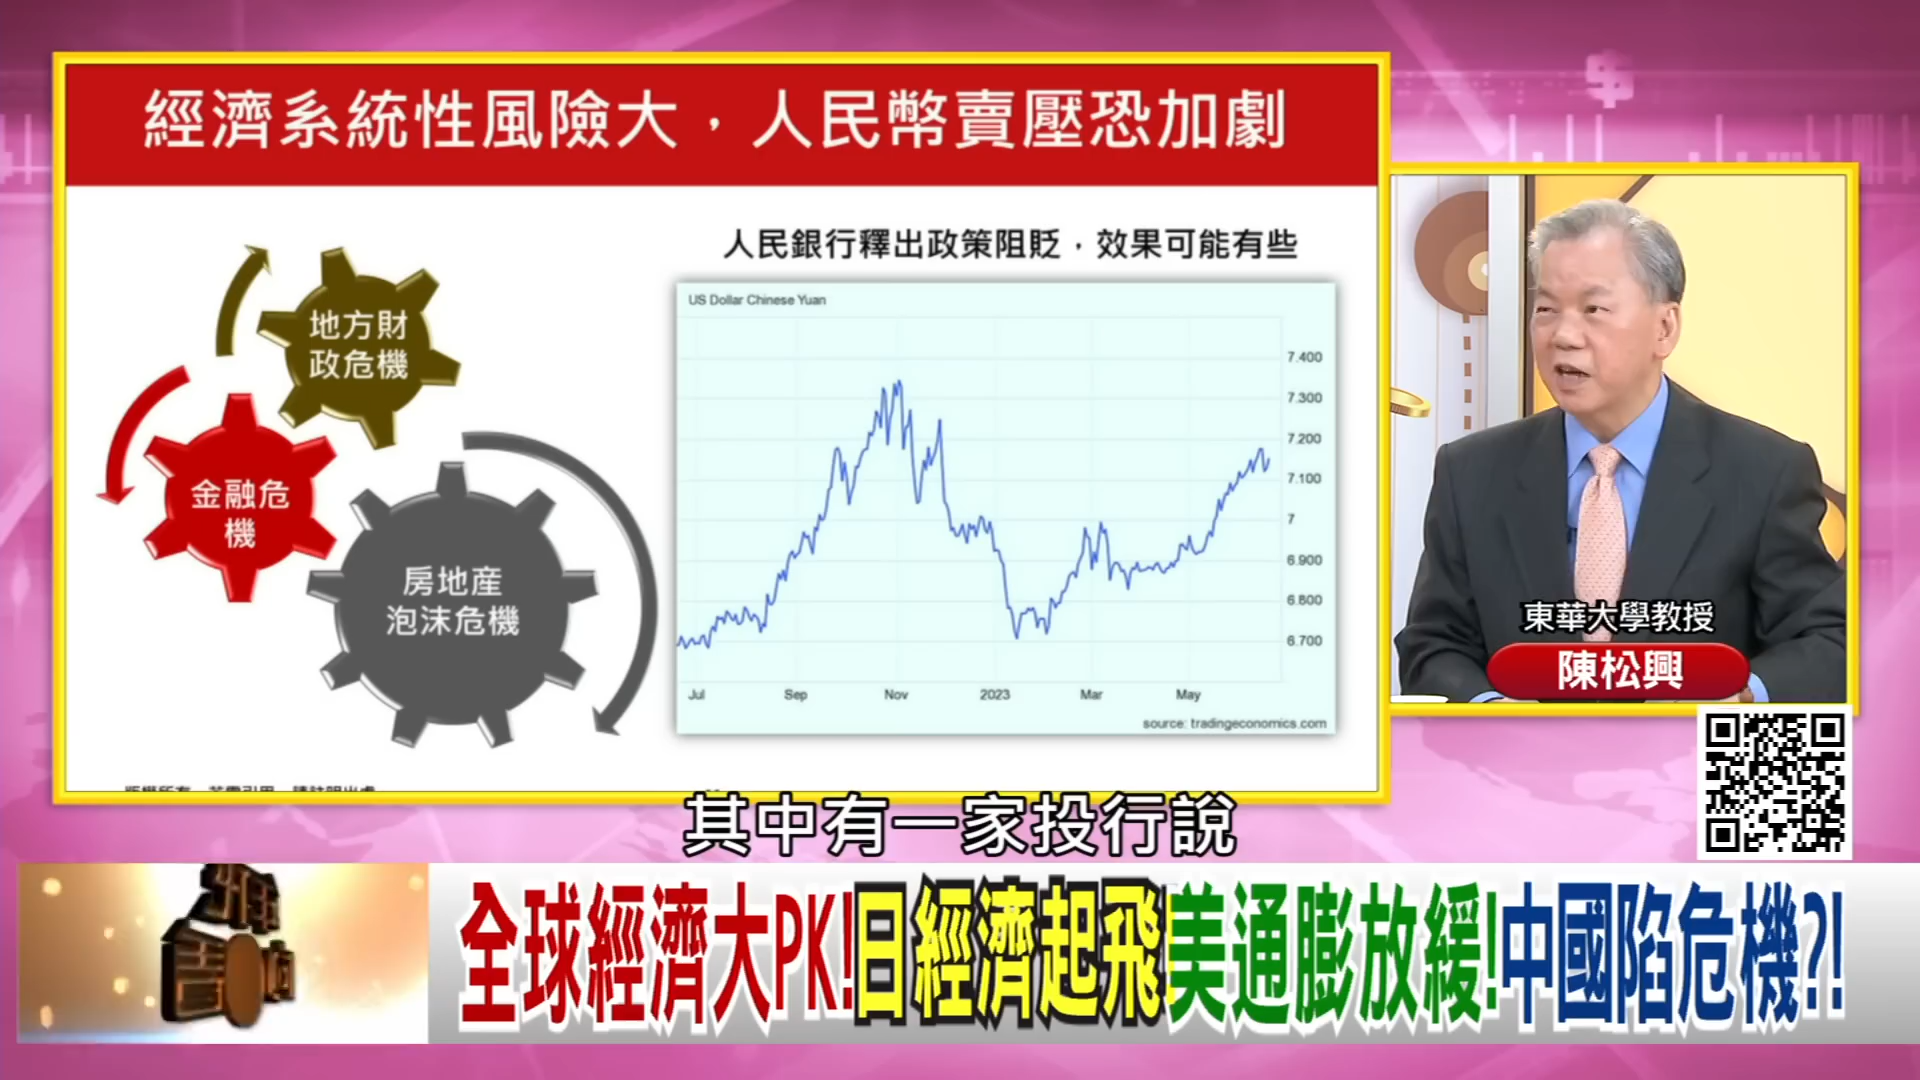 經濟系統性風險大，人民幣賣壓恐加劇
人民銀行釋出政策阻貶，效果可能有些
地方財
政危機
金融危
機
房地産
泡沫危機
US Dollar Chinese Yuan
7.400
7.300
7.200
7.100
7
6.900
6.800
6.700
Jul Sep Nov 2023 Mar May
source: tradingeconomics.com
東華大學教授
陳松興
其中有一家投行說
全球經濟大PK!日經濟起飛!美通膨放緩!中國陷危機?!